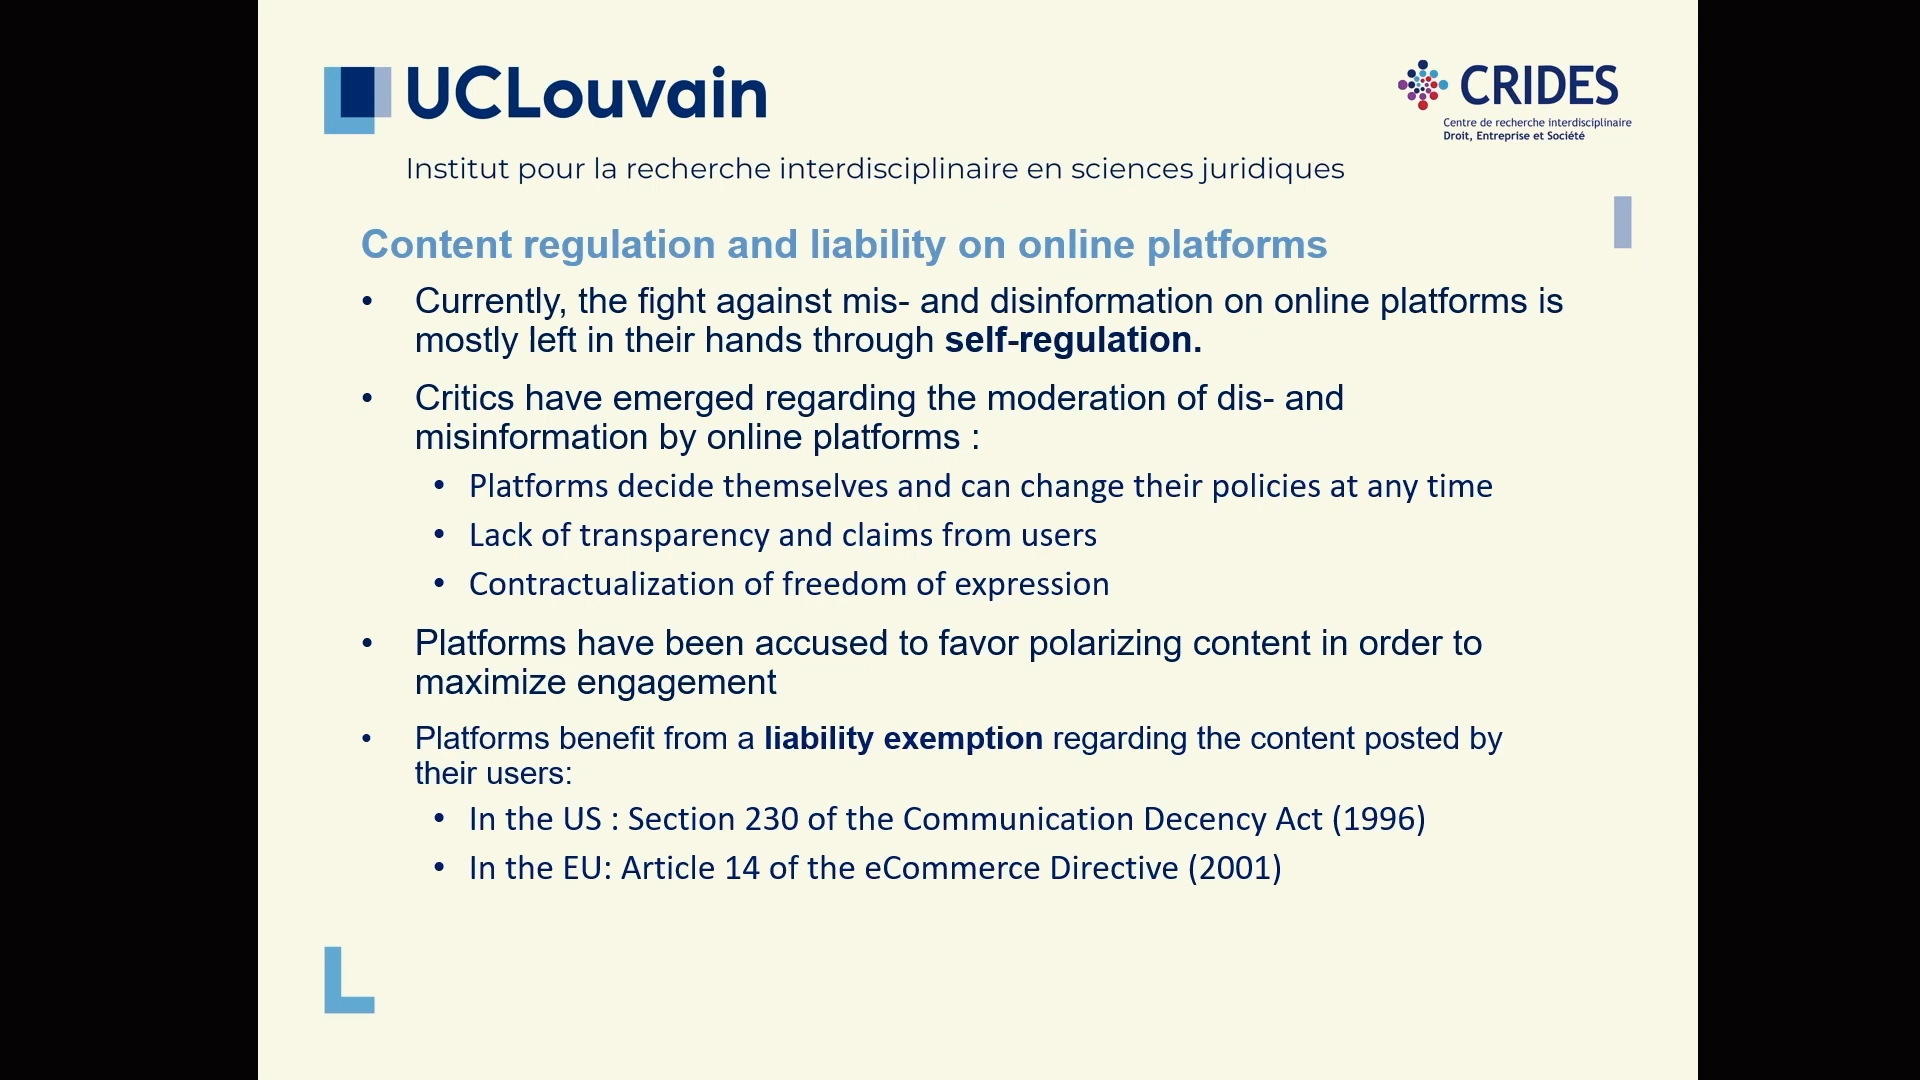 UCLouvain
CRIDES
Centre de recherche interdisciplinaire
Droit, Entreprise et Société
Institut pour la recherche interdisciplinaire en sciences juridiques
Content regulation and liability on online platforms
• Currently, the fight against mis- and disinformation on online platforms is
mostly left in their hands through self-regulation.
• Critics have emerged regarding the moderation of dis- and
misinformation by online platforms :
• Platforms decide themselves and can change their policies at any time
• Lack of transparency and claims from users
• Contractualization of freedom of expression
• Platforms have been accused to favor polarizing content in order to
maximize engagement
• Platforms benefit from a liability exemption regarding the content posted by
their users:
• In the US : Section 230 of the Communication Decency Act (1996)
• In the EU: Article 14 of the eCommerce Directive (2001)